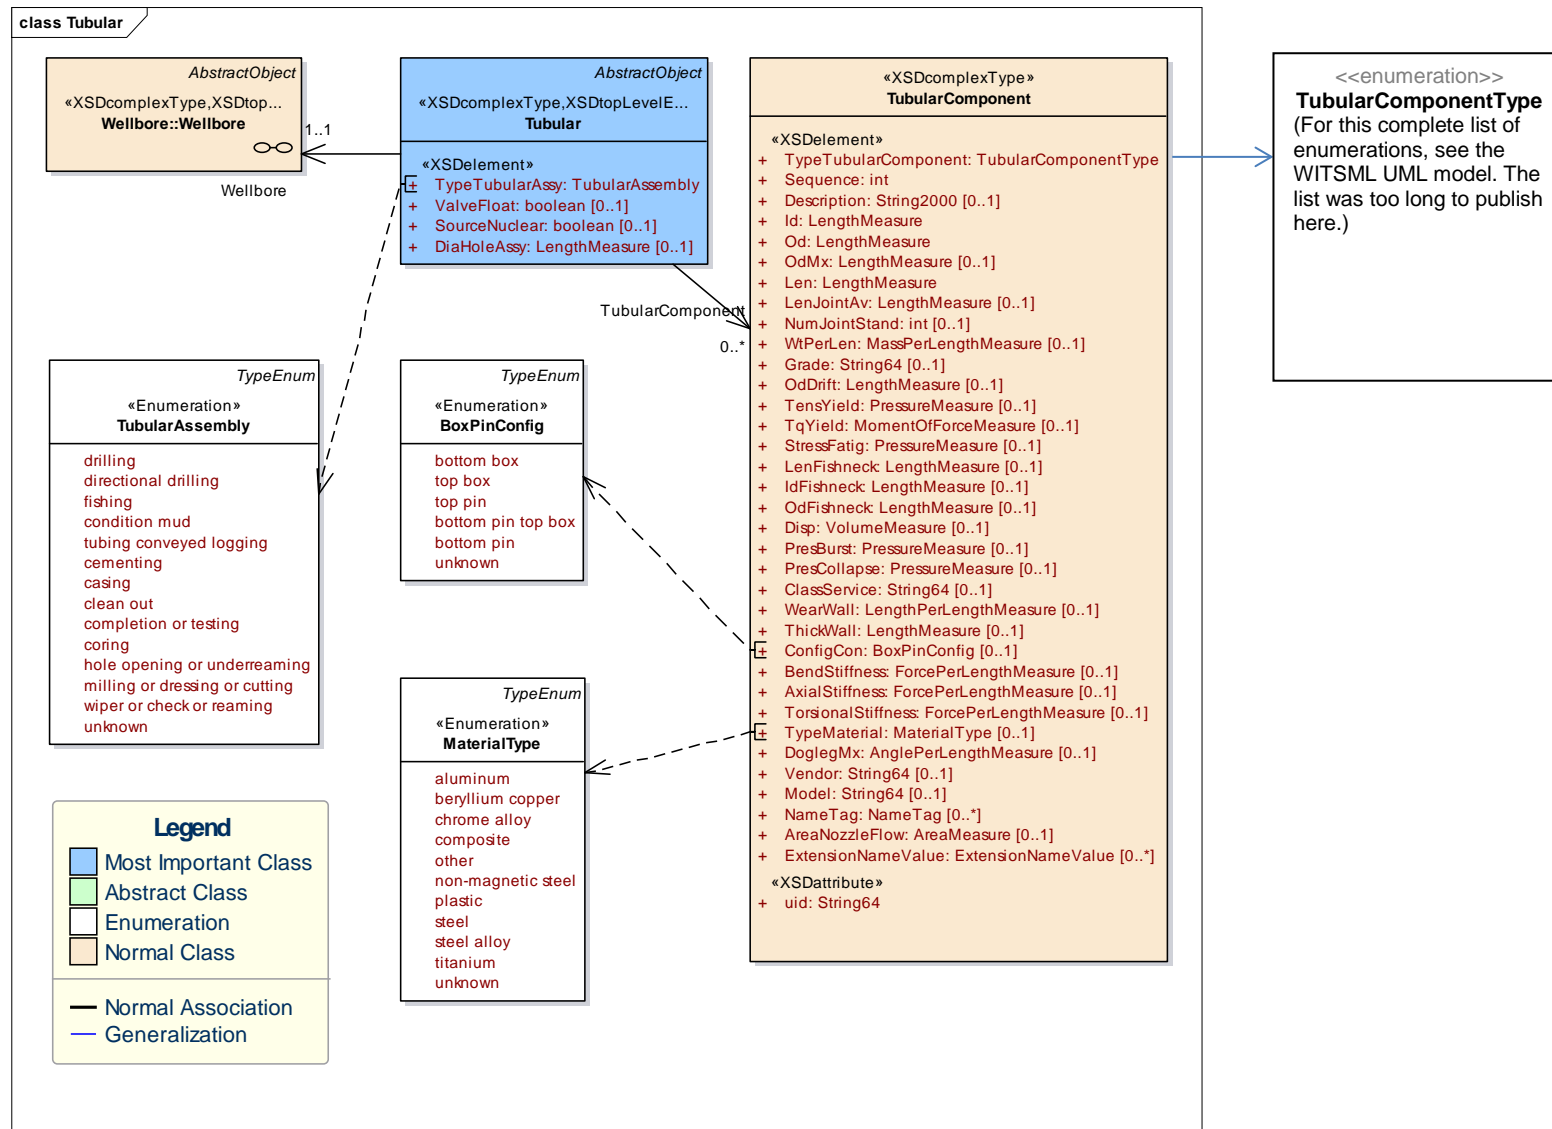 class Tubular
AbstractObject
«XSDcomplexType,XSDtop...
Wellbore::Wellbore
1..1
Wellbore
AbstractObject
«XSDcomplexType,XSDtopLevelE...
Tubular
«XSDelement»
+ TypeTubularAssy: TubularAssembly
+ ValveFloat: boolean [0..1]
+ SourceNuclear: boolean [0..1]
+ DiaHoleAssy: LengthMeasure [0..1]
TubularComponent
0..*
«XSDcomplexType»
TubularComponent
«XSDelement»
+ TypeTubularComponent: TubularComponentType
+ Sequence: int
+ Description: String2000 [0..1]
+ Id: LengthMeasure
+ Od: LengthMeasure
+ OdMx: LengthMeasure [0..1]
+ Len: LengthMeasure
+ LenJointAv: LengthMeasure [0..1]
+ NumJointStand: int [0..1]
+ WtPerLen: MassPerLengthMeasure [0..1]
+ Grade: String64 [0..1]
+ OdDrift: LengthMeasure [0..1]
+ TensYield: PressureMeasure [0..1]
+ TqYield: MomentOfForceMeasure [0..1]
+ StressFatig: PressureMeasure [0..1]
+ LenFishneck: LengthMeasure [0..1]
+ IdFishneck: LengthMeasure [0..1]
+ OdFishneck: LengthMeasure [0..1]
+ Disp: VolumeMeasure [0..1]
+ PresBurst: PressureMeasure [0..1]
+ PresCollapse: PressureMeasure [0..1]
+ ClassService: String64 [0..1]
+ WearWall: LengthPerLengthMeasure [0..1]
+ ThickWall: LengthMeasure [0..1]
+ ConfigCon: BoxPinConfig [0..1]
+ BendStiffness: ForcePerLengthMeasure [0..1]
+ AxialStiffness: ForcePerLengthMeasure [0..1]
+ TorsionalStiffness: ForcePerLengthMeasure [0..1]
+ TypeMaterial: MaterialType [0..1]
+ DoglegMx: AnglePerLengthMeasure [0..1]
+ Vendor: String64 [0..1]
+ Model: String64 [0..1]
+ NameTag: NameTag [0..*]
+ AreaNozzleFlow: AreaMeasure [0..1]
+ ExtensionNameValue: ExtensionNameValue [0..*]
«XSDattribute»
+ uid: String64
<<enumeration>>
TubularComponentType
(For this complete list of
enumerations, see the
WITSML UML model. The
list was too long to publish
here.)
TypeEnum
«Enumeration»
TubularAssembly
drilling
directional drilling
fishing
condition mud
tubing conveyed logging
cementing
casing
clean out
completion or testing
coring
hole opening or underreaming
milling or dressing or cutting
wiper or check or reaming
unknown
TypeEnum
«Enumeration»
BoxPinConfig
bottom box
top box
top pin
bottom pin top box
bottom pin
unknown
TypeEnum
«Enumeration»
MaterialType
aluminum
beryllium copper
chrome alloy
composite
other
non-magnetic steel
plastic
steel
steel alloy
titanium
unknown
Legend
Most Important Class
Abstract Class
Enumeration
Normal Class
Normal Association
Generalization